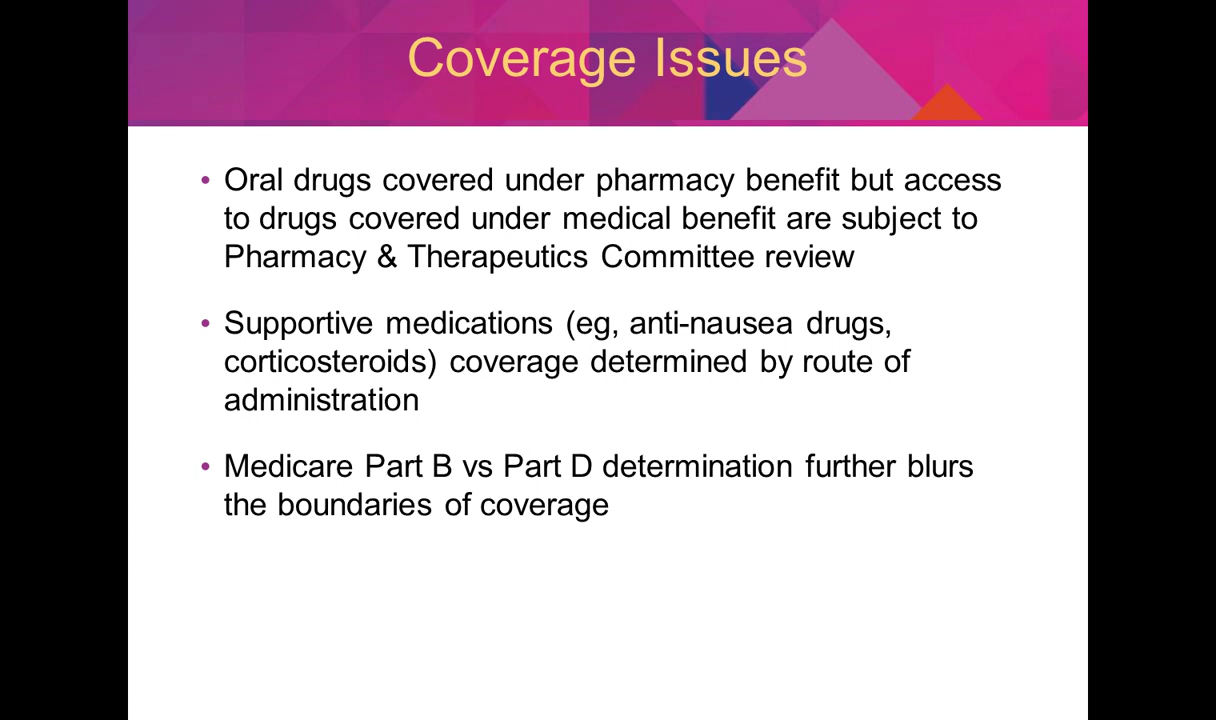 Coverage Issues
• Oral drugs covered under pharmacy benefit but access
to drugs covered under medical benefit are subject to
Pharmacy & Therapeutics Committee review
• Supportive medications (eg, anti-nausea drugs,
corticosteroids) coverage determined by route of
administration
• Medicare Part B vs Part D determination further blurs
the boundaries of coverage